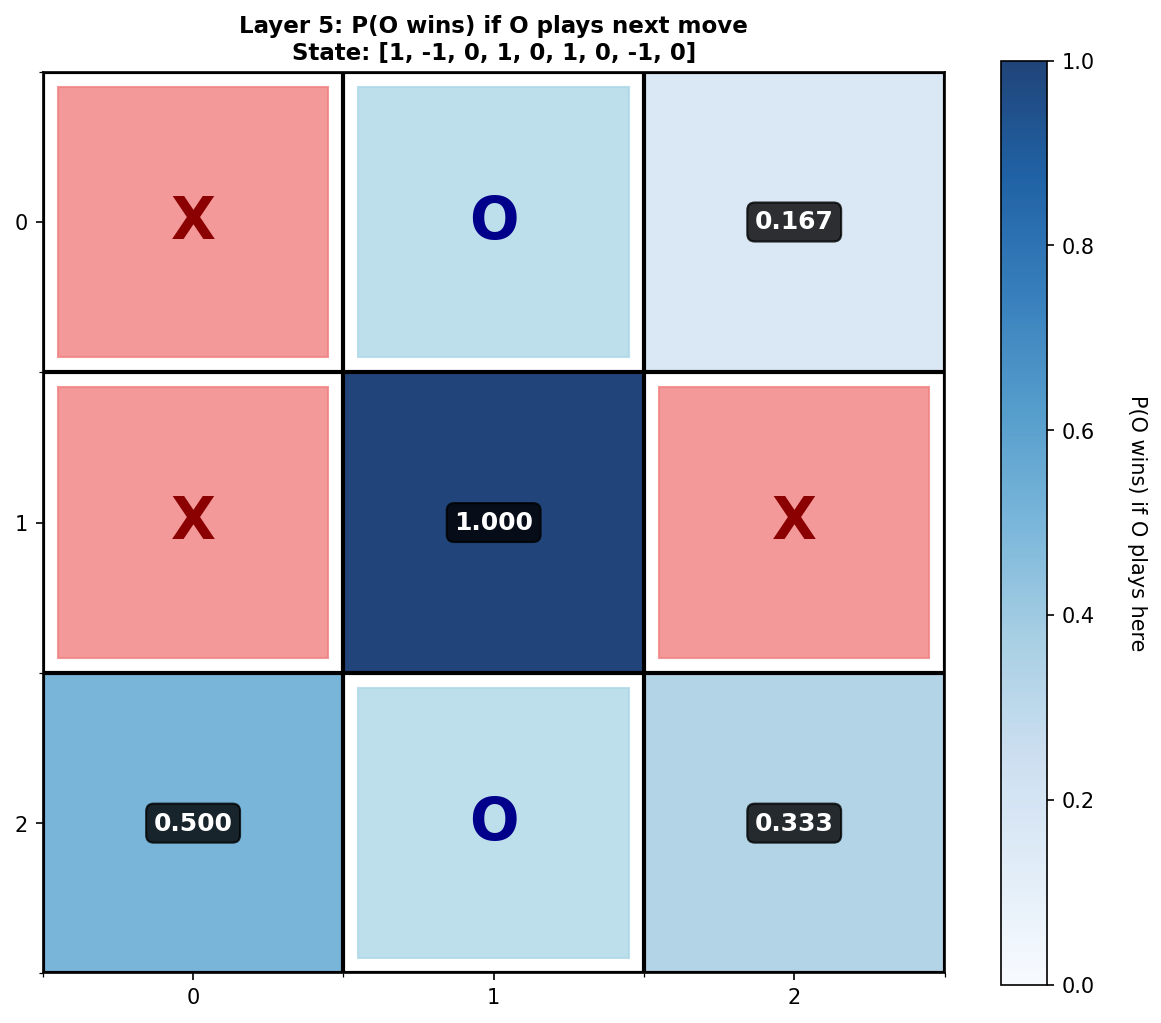 Layer 5: P(O wins) if O plays next move
State: [1, -1, 0, 1, 0, 1, 0, -1, 0]
X
O
0.167
X
1.000
X
0.500
O
0.333
0
1
2
0
1
2
1.0
0.8
0.6
0.4
0.2
0.0
P(O wins) if O plays here